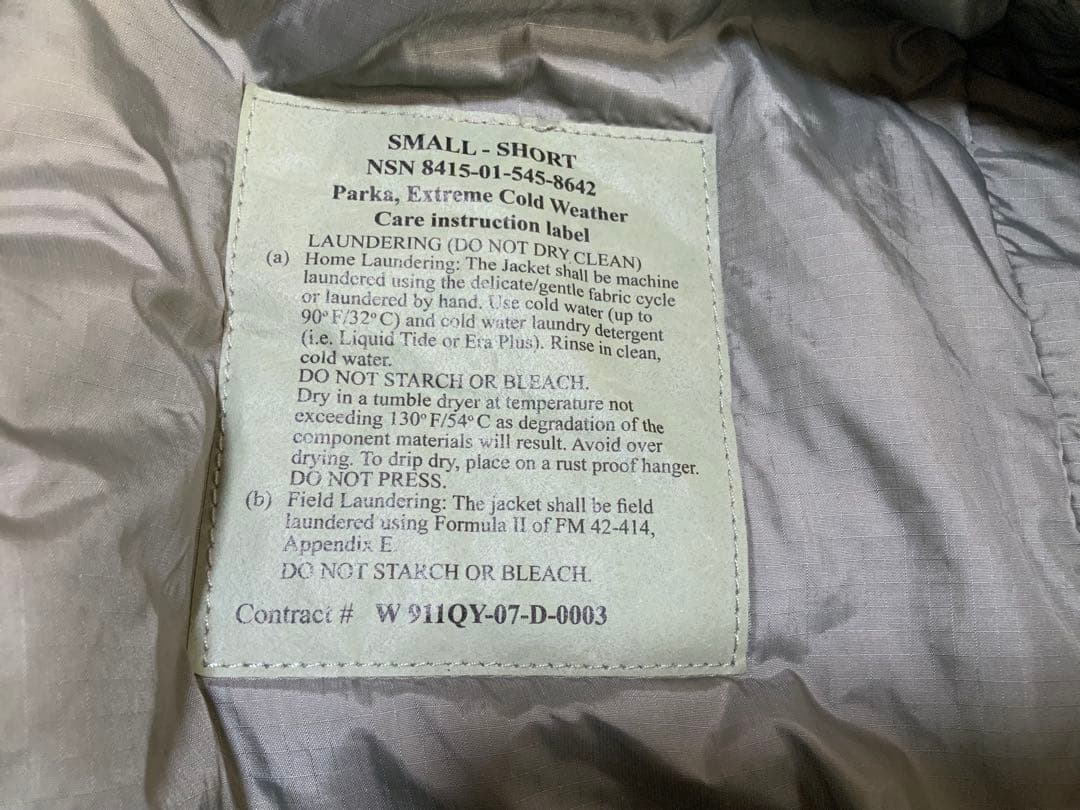 SMALL - SHORT
NSN 8415-01-545-8642
Parka, Extreme Cold Weather
Care instruction label
LAUNDERING (DO NOT DRY CLEAN)
(a) Home Laundering: The Jacket shall be machine
laundered using the delicate/gentle fabric cycle
or laundered by hand. Use cold water (up to
90° F/32° C) and cold water laundry detergent
(i.e. Liquid Tide or Era Plus). Rinse in clean,
cold water.
DO NOT STARCH OR BLEACH.
Dry in a tumble dryer at temperature not
exceeding 130° F/54° C as degradation of the
component materials will result. Avoid over
drying. To drip dry, place on a rust proof hanger.
DO NOT PRESS.
(b) Field Laundering: The jacket shall be field
laundered using Formula II of FM 42-414,
Appendix E.
DO NOT STARCH OR BLEACH.
Contract # W 911QY-07-D-0003